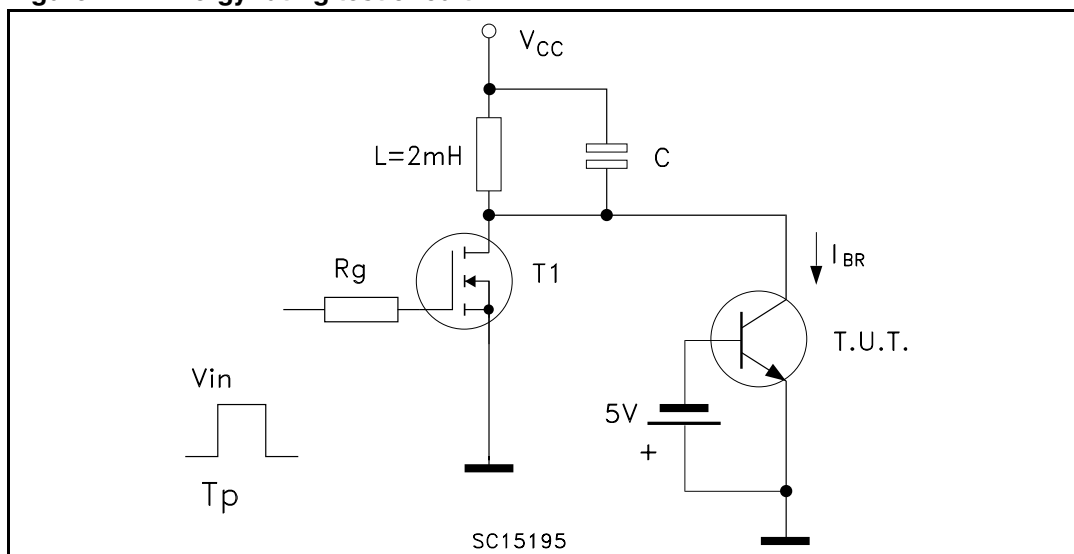 V_CC
L=2mH
C
Rg
T1
I_BR
T.U.T.
Vin
5V
+
Tp
SC15195